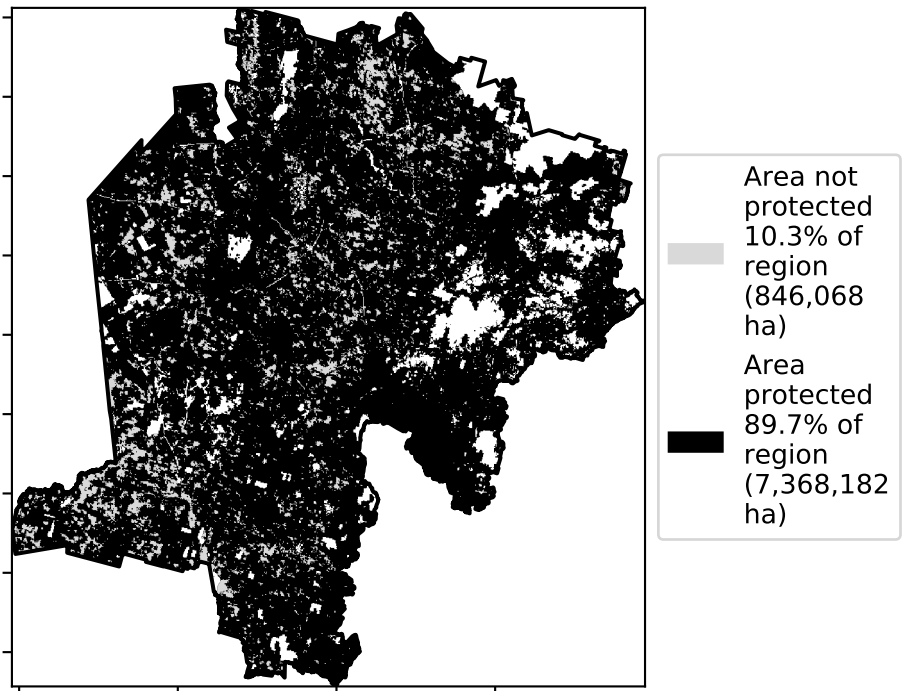 Area not
protected
10.3% of
region
(846,068
ha)
Area
protected
89.7% of
region
(7,368,182
ha)